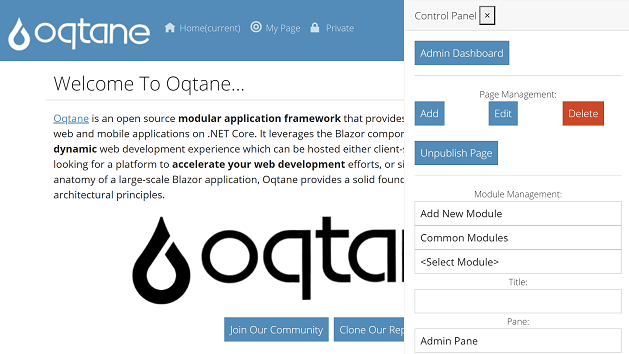 oqtane
Home(current)
My Page
Private
Welcome To Oqtane...
Oqtane is an open source modular application framework that provides
web and mobile applications on .NET Core. It leverages the Blazor compor
dynamic web development experience which can be hosted either client-
looking for a platform to accelerate your web development efforts, or si
anatomy of a large-scale Blazor application, Oqtane provides a solid foun
architectural principles.
oqta
Join Our Community
Clone Our Rep
Control Panel ×
Admin Dashboard
Page Management:
Add
Edit
Delete
Unpublish Page
Module Management:
Add New Module
Common Modules
<Select Module>
Title:
Pane:
Admin Pane